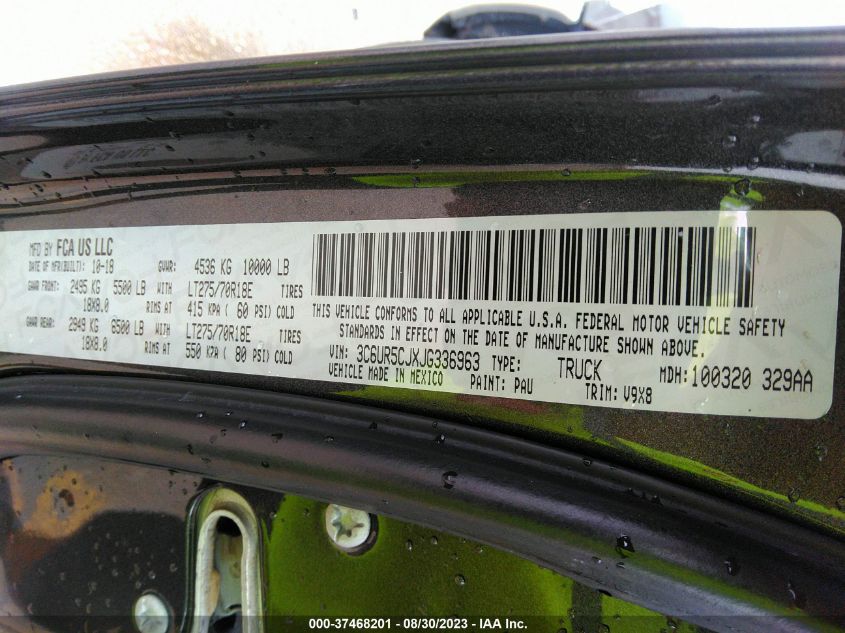 MFD BY FCA US LLC
DATE OF MFR(BUILT): 10-18 GVWR: 4536 KG 10000 LB
GAWR FRONT: 2495 KG 5500 LB WITH LT275/70R18E TIRES
18X8.0 RIMS AT 415 KPA ( 60 PSI) COLD
GAWR REAR: 2949 KG 6500 LB WITH LT275/70R18E TIRES
18X8.0 RIMS AT 550 KPA ( 80 PSI) COLD
THIS VEHICLE CONFORMS TO ALL APPLICABLE U.S.A. FEDERAL MOTOR VEHICLE SAFETY
STANDARDS IN EFFECT ON THE DATE OF MANUFACTURE SHOWN ABOVE.
VIN: 3C6UR5CJXJG336963 TYPE: TRUCK
VEHICLE MADE IN MEXICO PAINT: PAU MDH: 100320 329AA
TRIM: V9X8
000-37468201 - 08/30/2023 - IAA Inc.